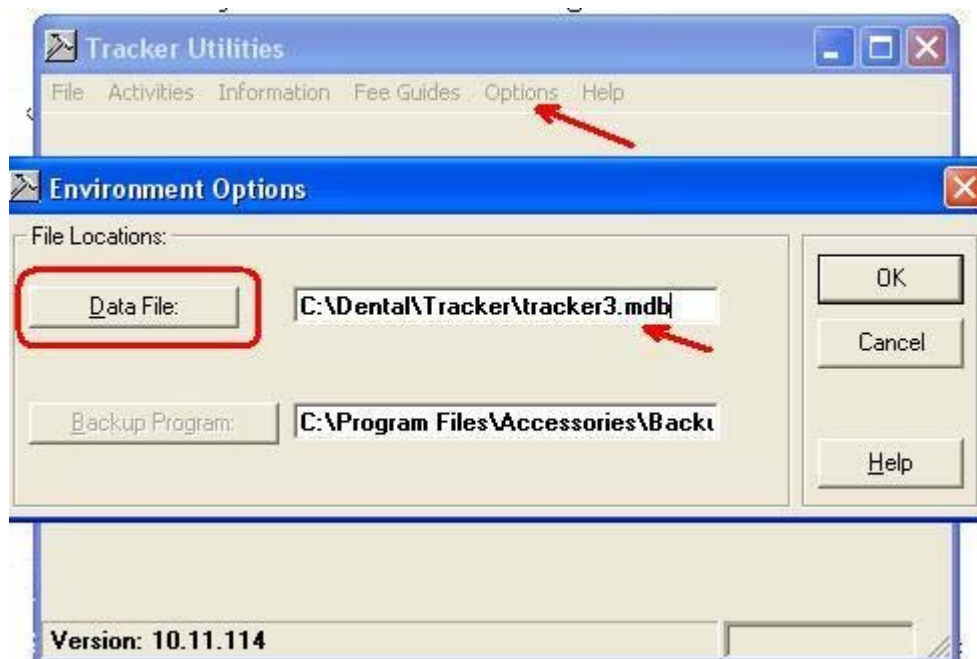 Tracker Utilities
File Activities Information Fee Guides Options Help
Environment Options
File Locations:
Data File:
C:\Dental\Tracker\tracker3.mdb
OK
Cancel
Backup Program:
C:\Program Files\Accessories\Backu
Help
Version: 10.11.114